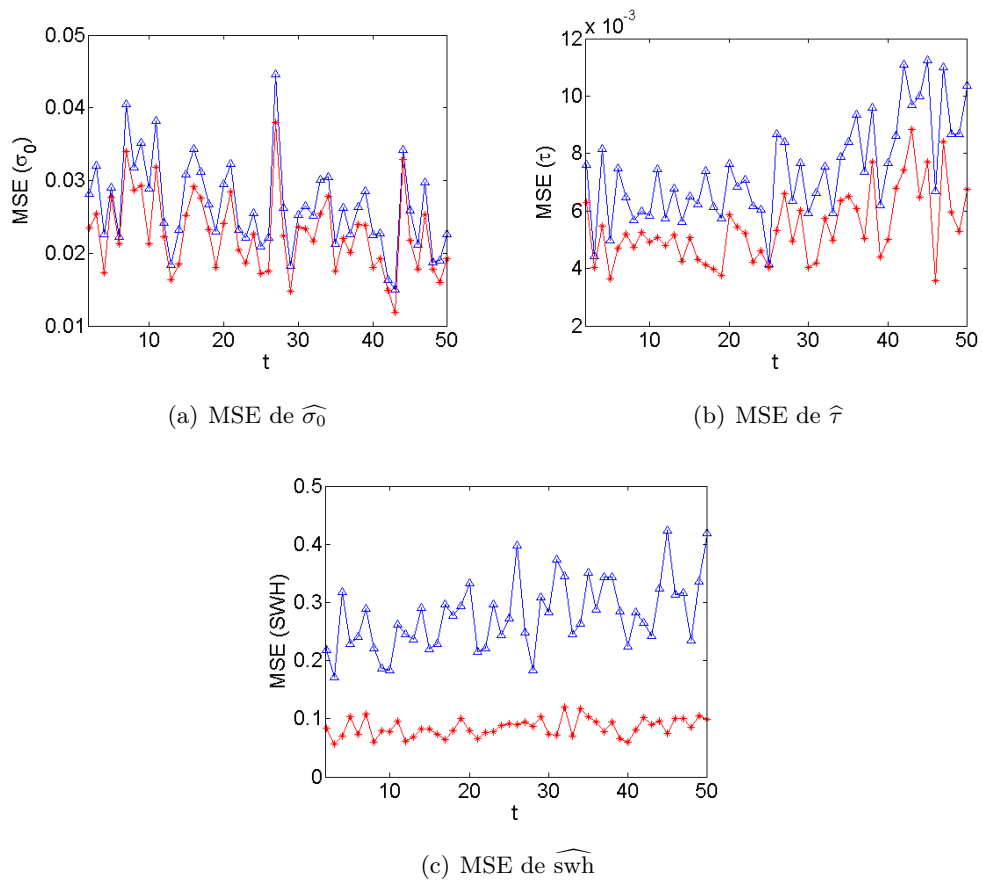 0.05
0.04
0.03
0.02
0.01
MSE (σ₀)
10 20 30 40 50
t
(a) MSE de σ̂₀
x 10⁻³
12
10
8
6
4
2
MSE (τ)
10 20 30 40 50
t
(b) MSE de τ̂
0.5
0.4
0.3
0.2
0.1
0
MSE (SWH)
10 20 30 40 50
t
(c) MSE de ŝwh